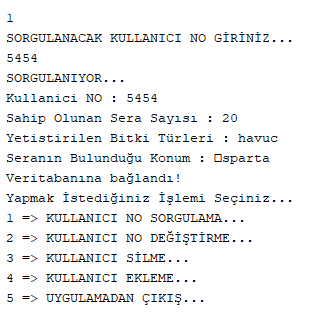 1
SORGULANACAK KULLANICI NO GİRİNİZ...
5454
SORGULANIYOR...
Kullanici NO : 5454
Sahip Olunan Sera Sayısı : 20
Yetistirilen Bitki Türleri : havuc
Seranın Bulunduğu Konum : □sparta
Veritabanına bağlandı!
Yapmak İstediğiniz İşlemi Seçiniz...
1 => KULLANICI NO SORGULAMA...
2 => KULLANICI NO DEĞİŞTİRME...
3 => KULLANICI SİLME...
4 => KULLANICI EKLEME...
5 => UYGULAMADAN ÇIKIŞ...